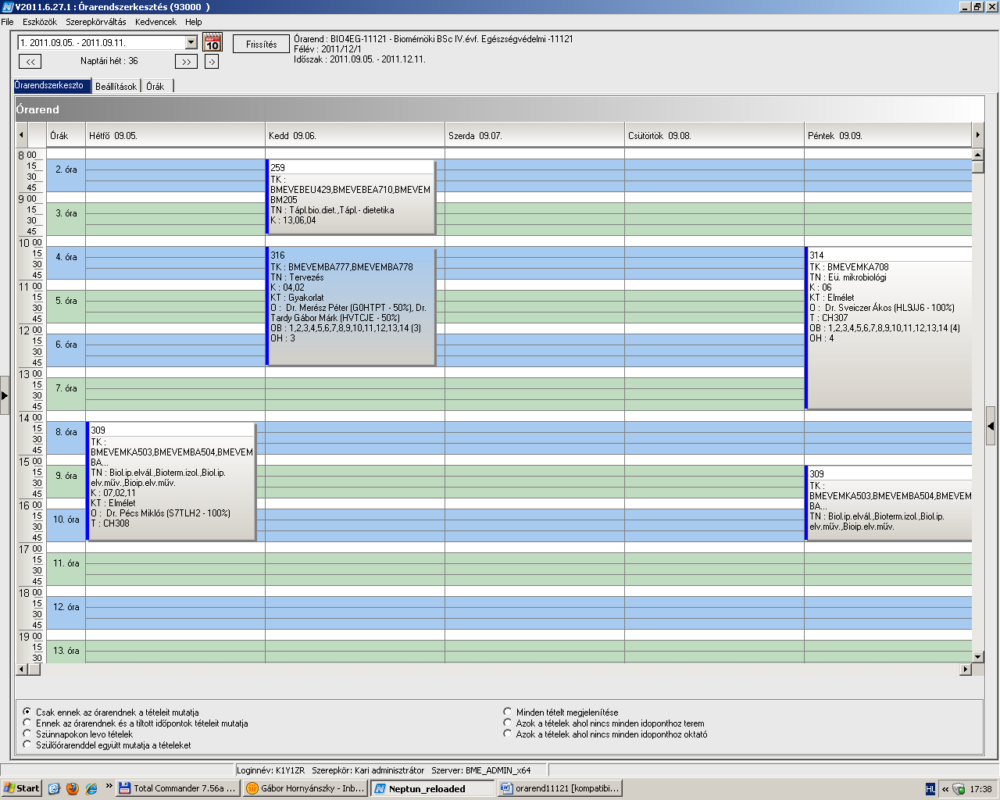 V2011.6.27.1 : Órarendszerkesztés (93000  )
File Eszközök Szerepkörváltás Kedvencek Help
1. 2011.09.05. - 2011.09.11.
10
Frissítés
Órarend : BIO4EG-11121 - Biomérnöki BSc IV.évf. Egészségvédelmi -11121
Félév : 2011/12/1
Időszak : 2011.09.05. - 2011.12.11.
<< Naptári hét : 36 >> ->
Órarendszerkeszto Beállítások Órák
Órarend
Órák Hétfő 09.05. Kedd 09.06. Szerda 09.07. Csütörtök 09.08. Péntek 09.09.
8 00
15
30
45
2. óra
9 00
15
30
45
3. óra
10 00
15
30
45
4. óra
11 00
15
30
45
5. óra
12 00
15
30
45
6. óra
13 00
15
30
45
7. óra
14 00
15
30
45
8. óra
15 00
15
30
45
9. óra
16 00
15
30
45
10. óra
17 00
15
30
45
11. óra
18 00
15
30
45
12. óra
19 00
15
30
13. óra
309
TK :
BMEVEMKA503,BMEVEMBA504,BMEVEM
BA...
TN : Biol.ip.elvál.,Bioterm.izol.,Biol.ip.
elv.műv.,Bioip.elv.műv.
K : 07,02,11
KT : Elmélet
O : Dr. Pécs Miklós (S7TLH2 - 100%)
T : CH308
259
TK :
BMEVEBEU429,BMEVEBEA710,BMEVEM
BM205
TN : Tápl.bio.diet.,Tápl.- dietetika
K : 13,06,04
316
TK : BMEVEMBA777,BMEVEMBA778
TN : Tervezés
K : 04,02
KT : Gyakorlat
O : Dr. Merész Péter (G0HTPT - 50%), Dr.
Tardy Gábor Márk (HVTCJE - 50%)
OB : 1,2,3,4,5,6,7,8,9,10,11,12,13,14 (3)
OH : 3
314
TK : BMEVEMKA708
TN : Eü. mikrobiológi
K : 06
KT : Elmélet
O : Dr. Sveiczer Ákos (HL9JJ6 - 100%)
T : CH307
OB : 1,2,3,4,5,6,7,8,9,10,11,12,13,14 (4)
OH : 4
309
TK :
BMEVEMKA503,BMEVEMBA504,BMEVEM
BA...
TN : Biol.ip.elvál.,Bioterm.izol.,Biol.ip.
elv.műv.,Bioip.elv.műv.
Csak ennek az órarendnek a tételeit mutatja
Ennek az órarendnek és a tiltott időpontok tételeit mutatja
Szünnapokon levo tételek
Szülőórarenddel együtt mutatja a tételeket
Minden tételt megjelenítése
Azok a tételek ahol nincs minden idoponthoz terem
Azok a tételek ahol nincs minden idoponthoz oktató
Loginnév: K1Y1ZR Szerepkör: Kari adminisztrátor Szerver: BME_ADMIN_x64
Start » Total Commander 7.56a ... Gábor Hornyánszky - Inb... Neptun_reloaded orarend11121 [kompatibi... HU « 17:38